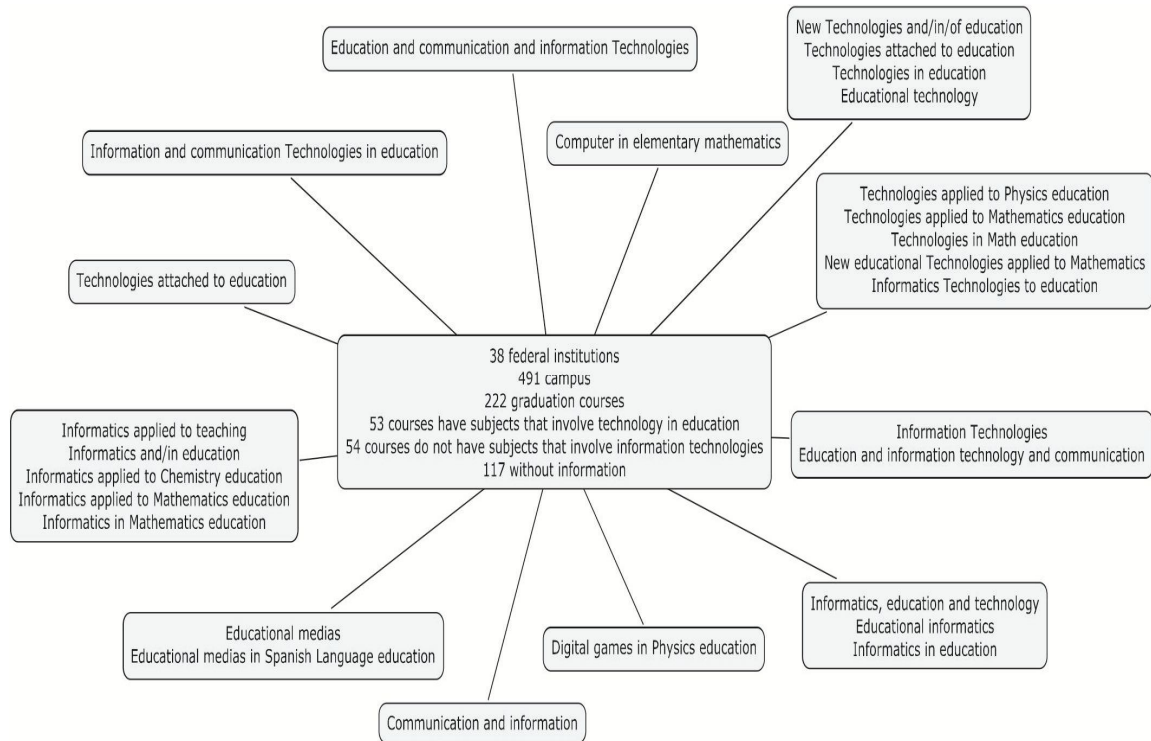 New Technologies and/in/of education
Technologies attached to education
Technologies in education
Educational technology
Education and communication and information Technologies
Computer in elementary mathematics
Information and communication Technologies in education
Technologies applied to Physics education
Technologies applied to Mathematics education
Technologies in Math education
New educational Technologies applied to Mathematics
Informatics Technologies to education
Technologies attached to education
38 federal institutions
491 campus
222 graduation courses
53 courses have subjects that involve technology in education
54 courses do not have subjects that involve information technologies
117 without information
Informatics applied to teaching
Informatics and/in education
Informatics applied to Chemistry education
Informatics applied to Mathematics education
Informatics in Mathematics education
Information Technologies
Education and information technology and communication
Informatics, education and technology
Educational informatics
Informatics in education
Educational medias
Educational medias in Spanish Language education
Digital games in Physics education
Communication and information